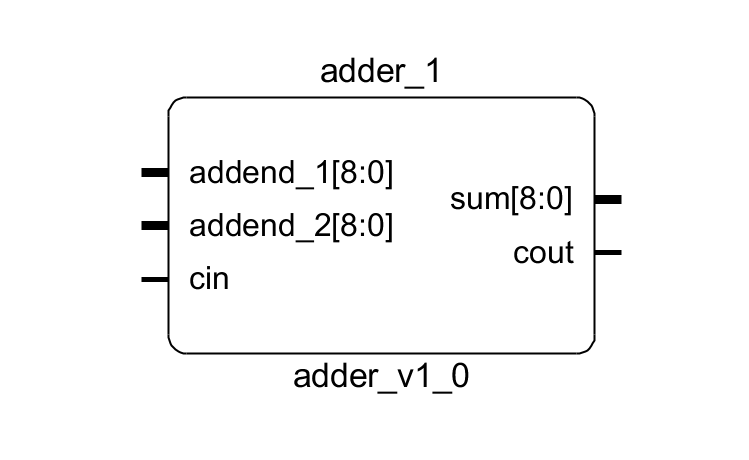 adder_1
addend_1[8:0]
addend_2[8:0]
cin
sum[8:0]
cout
adder_v1_0